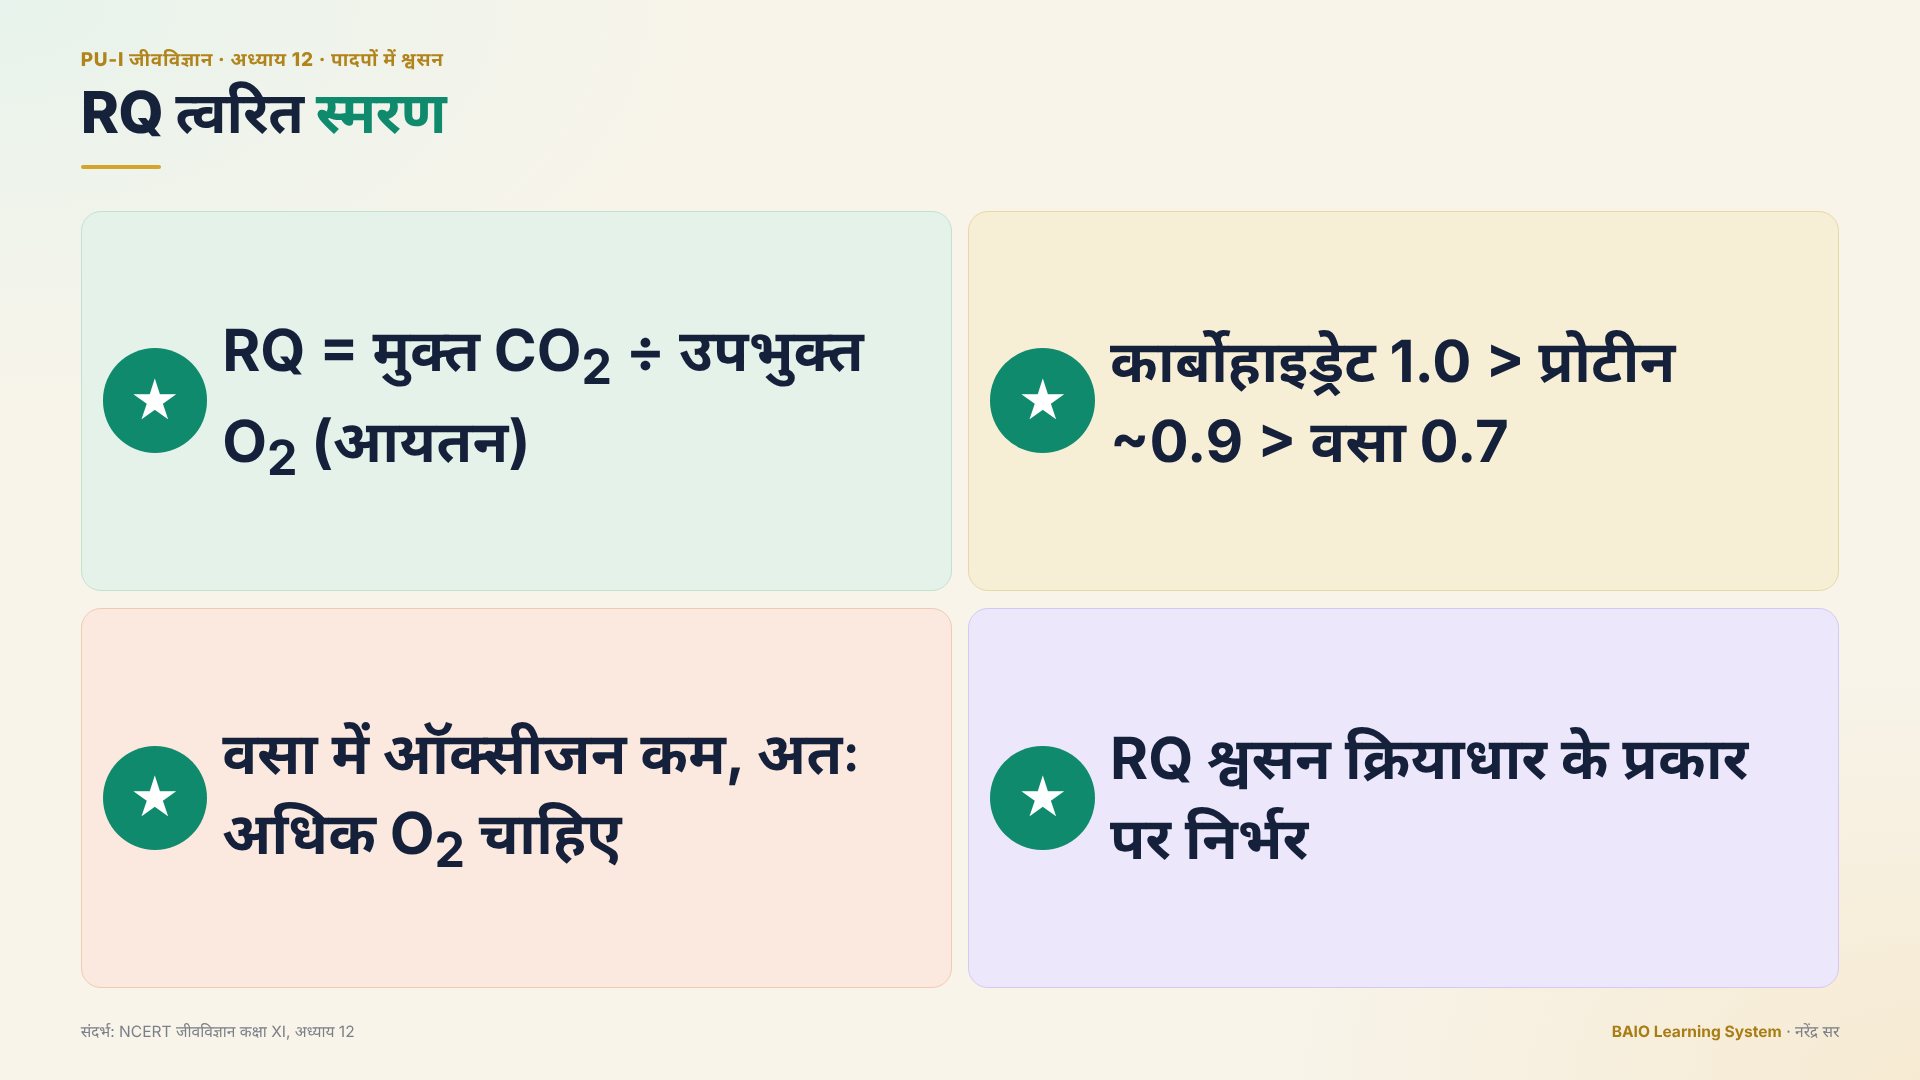 PU-I जीवविज्ञान · अध्याय 12 · पादपों में श्वसन
RQ त्वरित स्मरण
RQ = मुक्त CO₂ ÷ उपभुक्त
O₂ (आयतन)
कार्बोहाइड्रेट 1.0 > प्रोटीन
~0.9 > वसा 0.7
वसा में ऑक्सीजन कम, अतः
अधिक O₂ चाहिए
RQ श्वसन क्रियाधार के प्रकार
पर निर्भर
संदर्भ: NCERT जीवविज्ञान कक्षा XI, अध्याय 12
BAIO Learning System · नरेंद्र सर